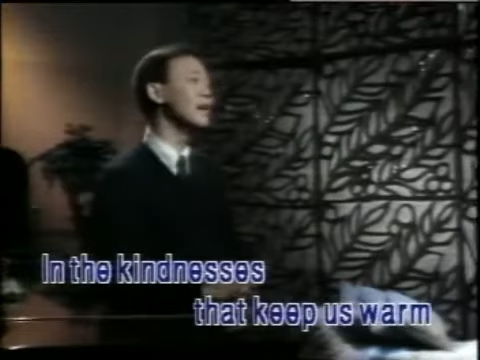 In the kindnesses
that keep us warm